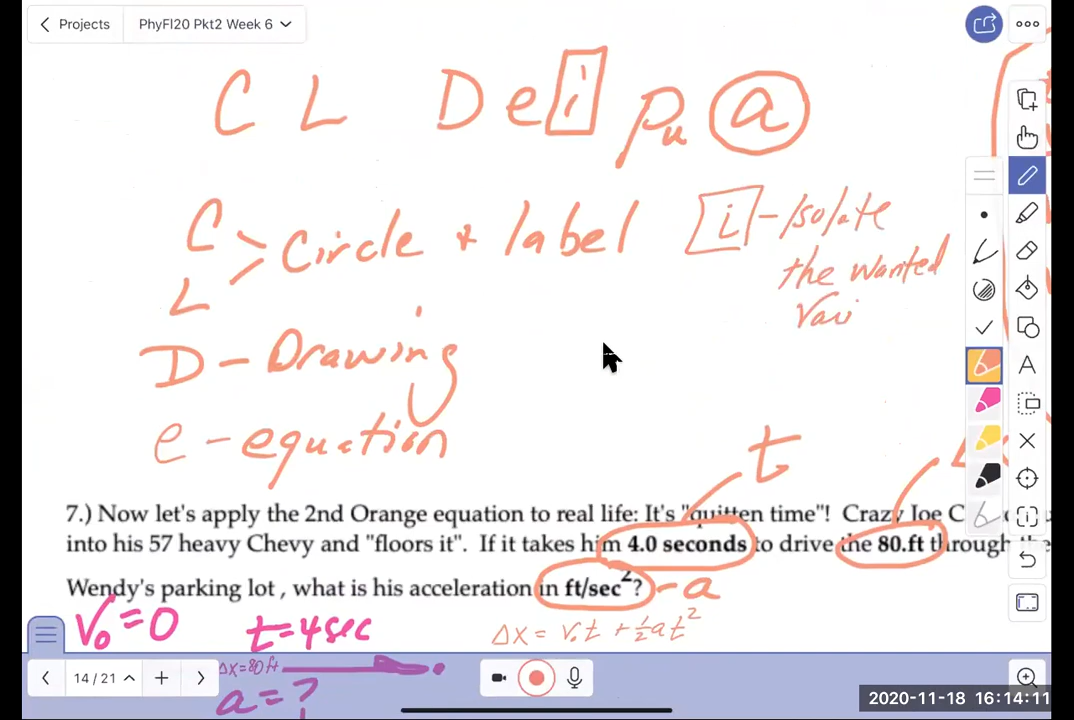 Projects
PhyFl20 Pkt2 Week 6
C L De i pu a
C
L > Circle + label
i - Isolate
the wanted
Vari
D - Drawing
e - equation
t
7.) Now let's apply the 2nd Orange equation to real life: It's "quitten time"! Crazy Joe C
into his 57 heavy Chevy and "floors it". If it takes him 4.0 seconds to drive the 80.ft through the
Wendy's parking lot , what is his acceleration in ft/sec²? - a
V₀=0
t=4sec
Δx = v₀t + ½at²
Δx=80ft
a=?
14 / 21
2020-11-18 16:14:11